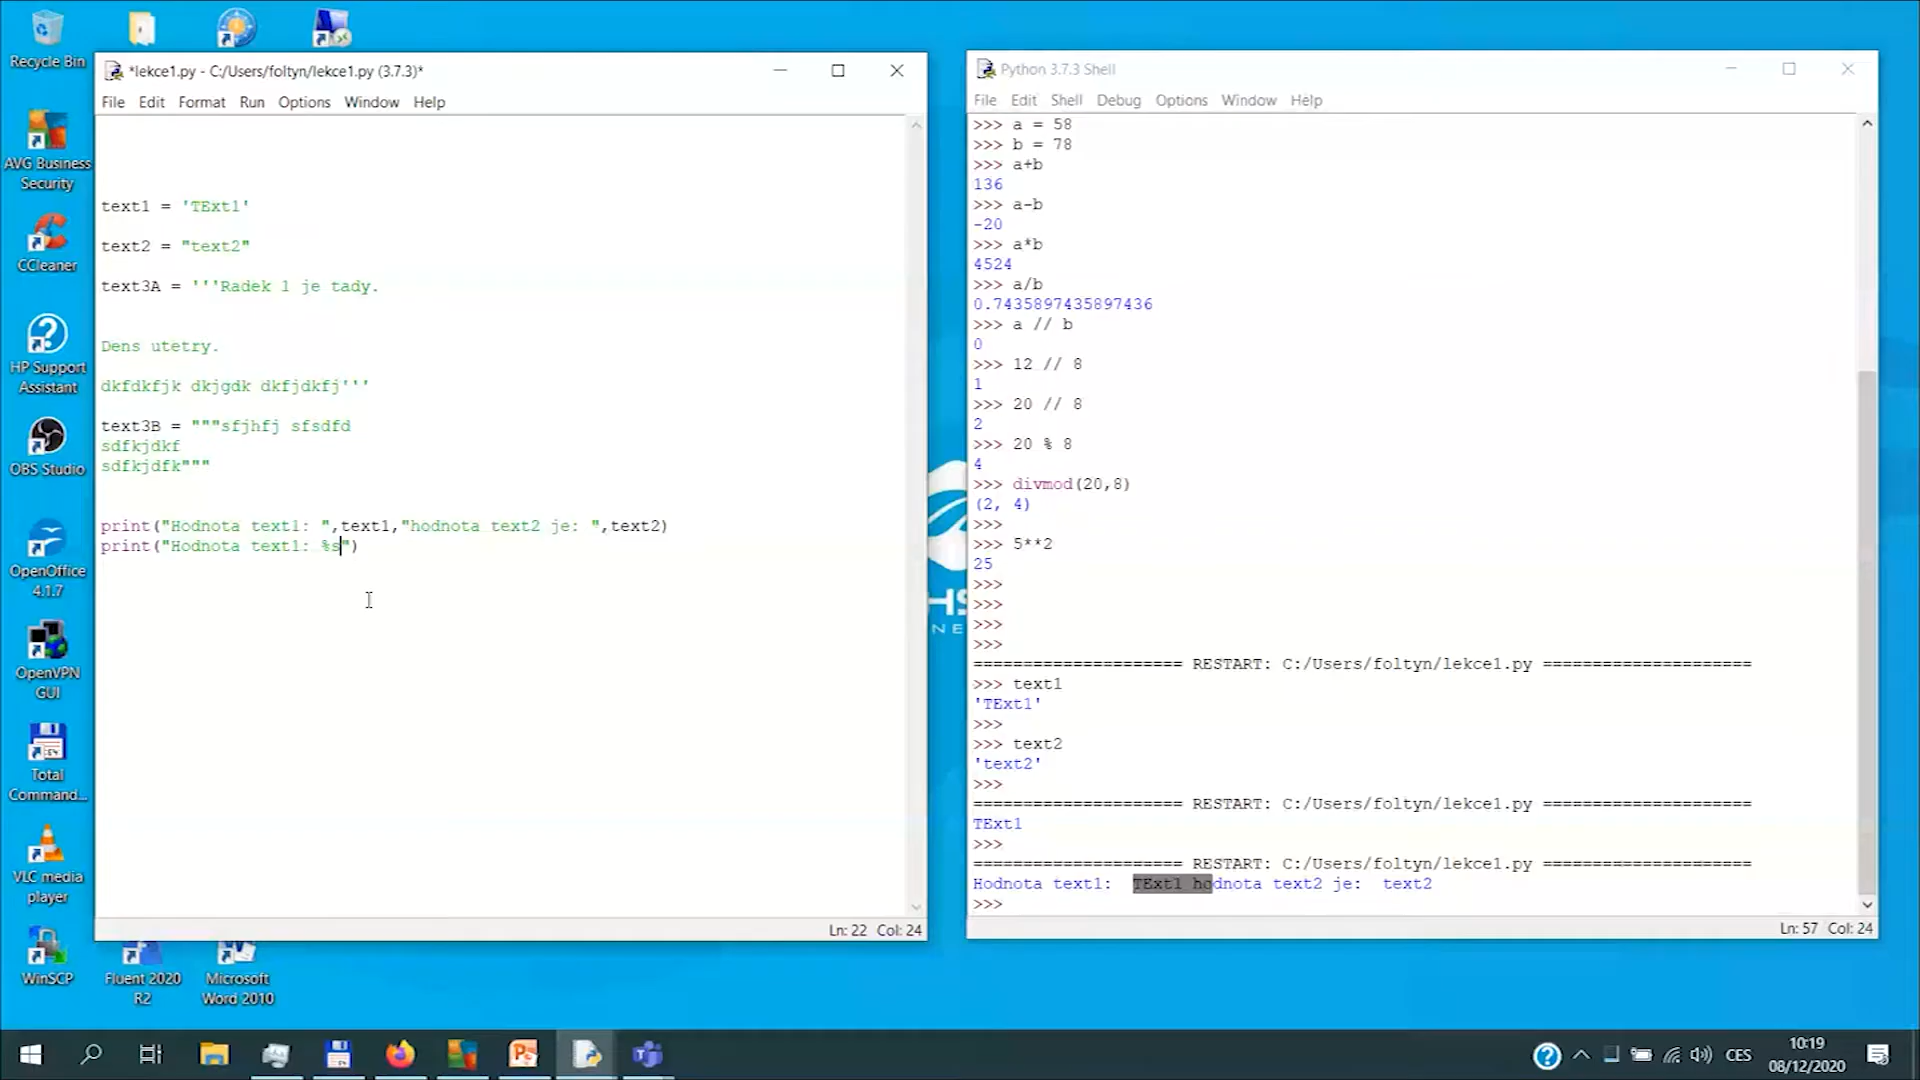 Recycle Bin
AVG Business
Security
CCleaner
HP Support
Assistant
OBS Studio
OpenOffice
4.1.7
OpenVPN
GUI
Total
Command...
VLC media
player
WinSCP
Fluent 2020
R2
Microsoft
Word 2010
*lekce1.py - C:/Users/foltyn/lekce1.py (3.7.3)*
File Edit Format Run Options Window Help
text1 = 'TExt1'
text2 = "text2"
text3A = '''Radek 1 je tady.
Dens utetry.
dkfdkfjk dkjgdk dkfjdkfj'''
text3B = """sfjhfj sfsdfd
sdfkjdkf
sdfkjdfk"""
print("Hodnota text1: ",text1,"hodnota text2 je: ",text2)
print("Hodnota text1: %s")
Ln: 22 Col: 24
Python 3.7.3 Shell
File Edit Shell Debug Options Window Help
>>> a = 58
>>> b = 78
>>> a+b
136
>>> a-b
-20
>>> a*b
4524
>>> a/b
0.7435897435897436
>>> a // b
0
>>> 12 // 8
1
>>> 20 // 8
2
>>> 20 % 8
4
>>> divmod(20,8)
(2, 4)
>>>
>>> 5**2
25
>>>
>>>
>>>
>>>
===================== RESTART: C:/Users/foltyn/lekce1.py =====================
>>> text1
'TExt1'
>>>
>>> text2
'text2'
>>>
===================== RESTART: C:/Users/foltyn/lekce1.py =====================
TExt1
>>>
===================== RESTART: C:/Users/foltyn/lekce1.py =====================
Hodnota text1:  TExt1 hodnota text2 je:  text2
>>>
Ln: 57 Col: 24
CES
10:19
08/12/2020